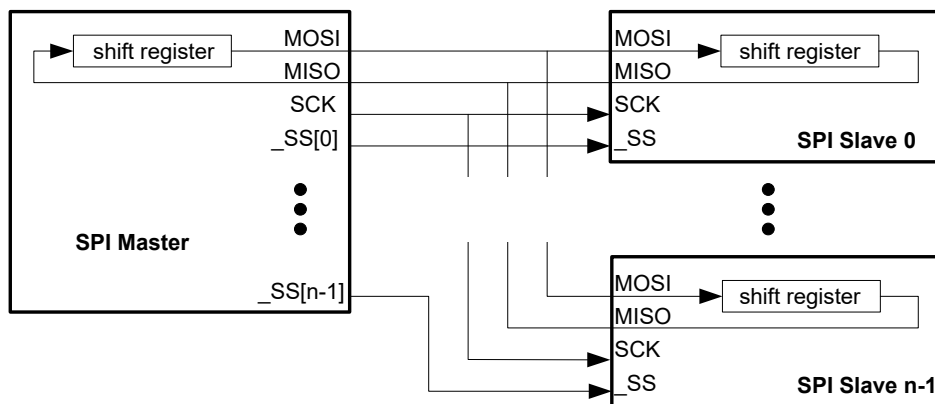 shift register
MOSI
MISO
SCK
_SS[0]
SPI Master
_SS[n-1]
MOSI
shift register
MISO
SCK
_SS
SPI Slave 0
MOSI
shift register
MISO
SCK
_SS
SPI Slave n-1